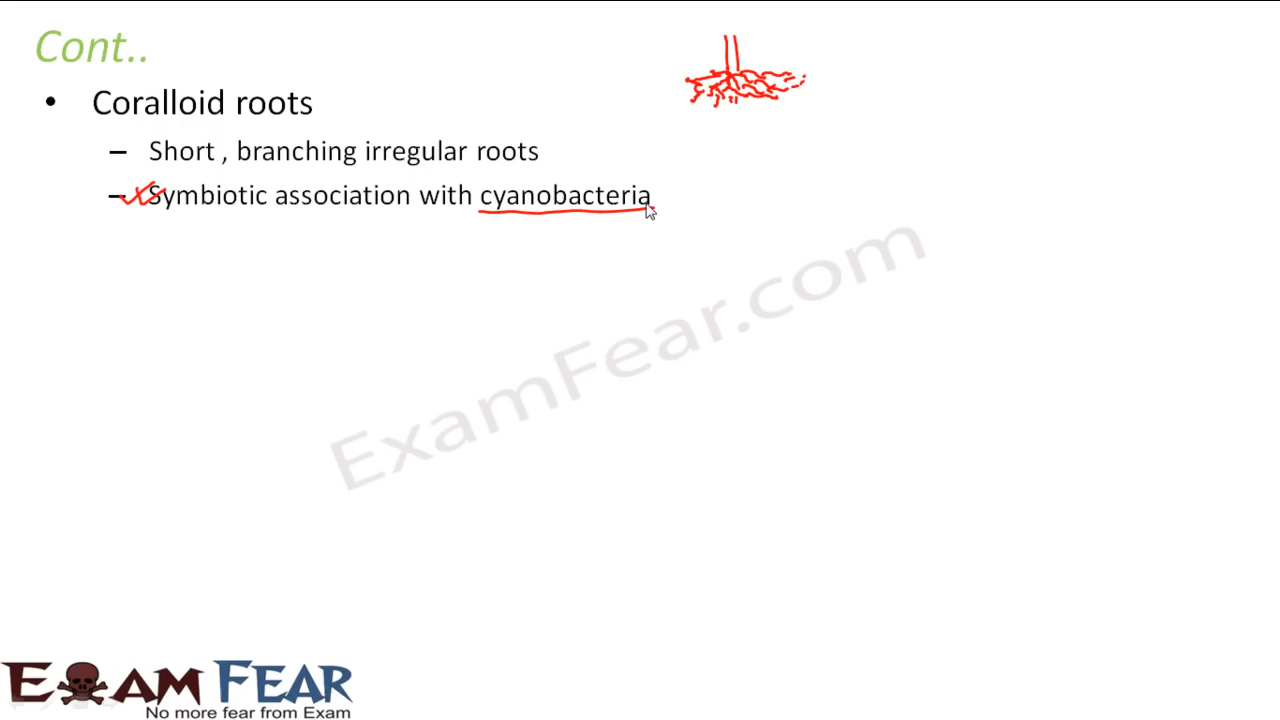 Cont..
• Coralloid roots
– Short , branching irregular roots
– Symbiotic association with cyanobacteria
ExamFear.com
EXAM FEAR
No more fear from Exam